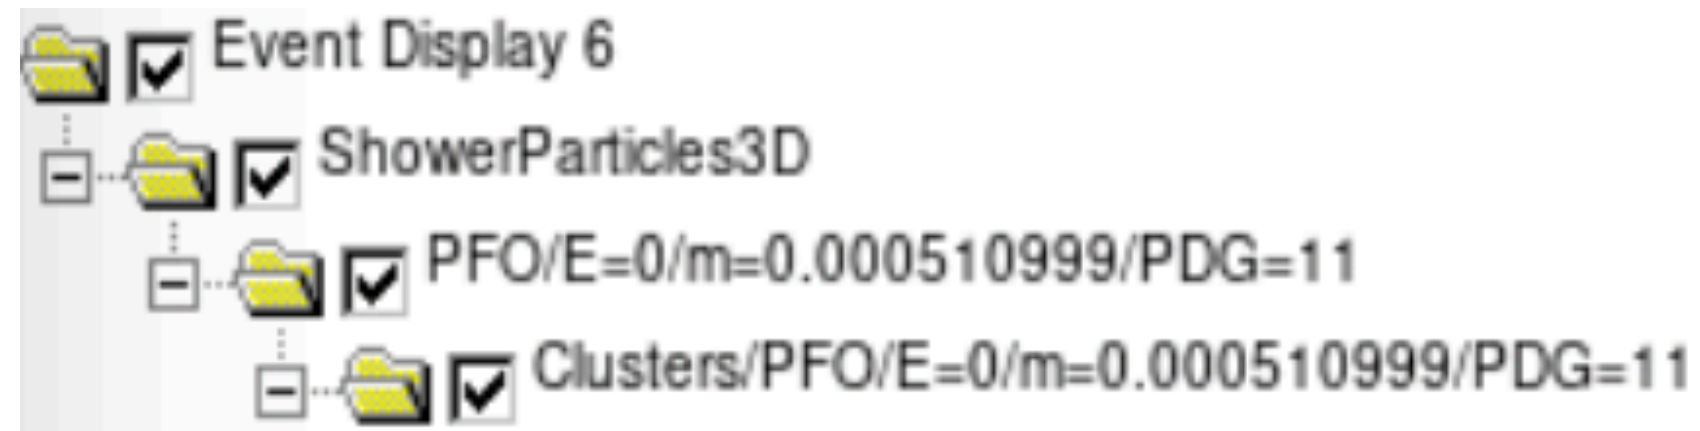 Event Display 6
ShowerParticles3D
PFO/E=0/m=0.000510999/PDG=11
Clusters/PFO/E=0/m=0.000510999/PDG=11